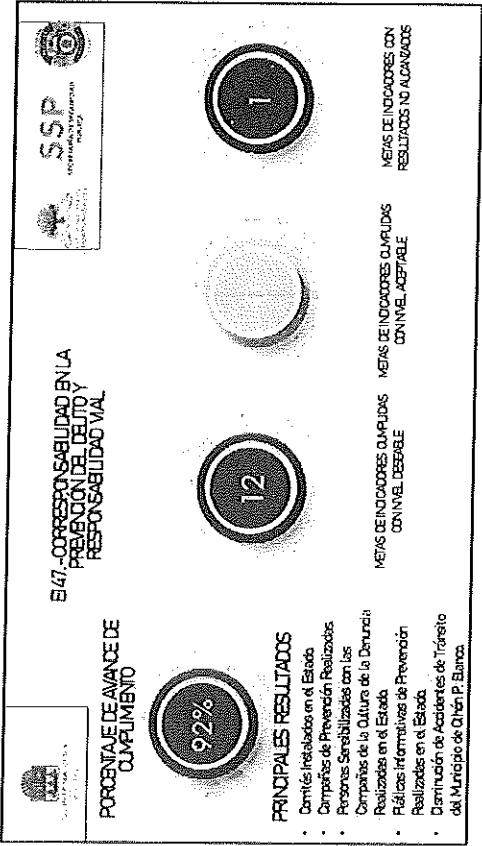 E147.-CORRESPONSABILIDAD EN LA
PREVENCIÓN DEL DELITO Y
RESPONSABILIDAD VIAL
SSP
SECRETARÍA DE SEGURIDAD
PÚBLICA
PORCENTAJE DE AVANCE DE
CUMPLIMIENTO
92%
12
1
METAS DE INDICADORES CUMPLIDAS
CON NIVEL DESEABLE
METAS DE INDICADORES CUMPLIDAS
CON NIVEL ACEPTABLE
METAS DE INDICADORES CON
RESULTADOS NO ALCANZADOS
PRINCIPALES RESULTADOS
• Comités Instalados en el Estado.
• Campañas de Prevención Realizadas.
• Personas Sensibilizadas con las
Campañas de la Cultura de la Denuncia
Realizadas en el Estado.
• Pláticas Informativas de Prevención
Realizadas en el Estado.
• Disminución de Accidentes de Tránsito
del Municipio de Othón P. Blanco.